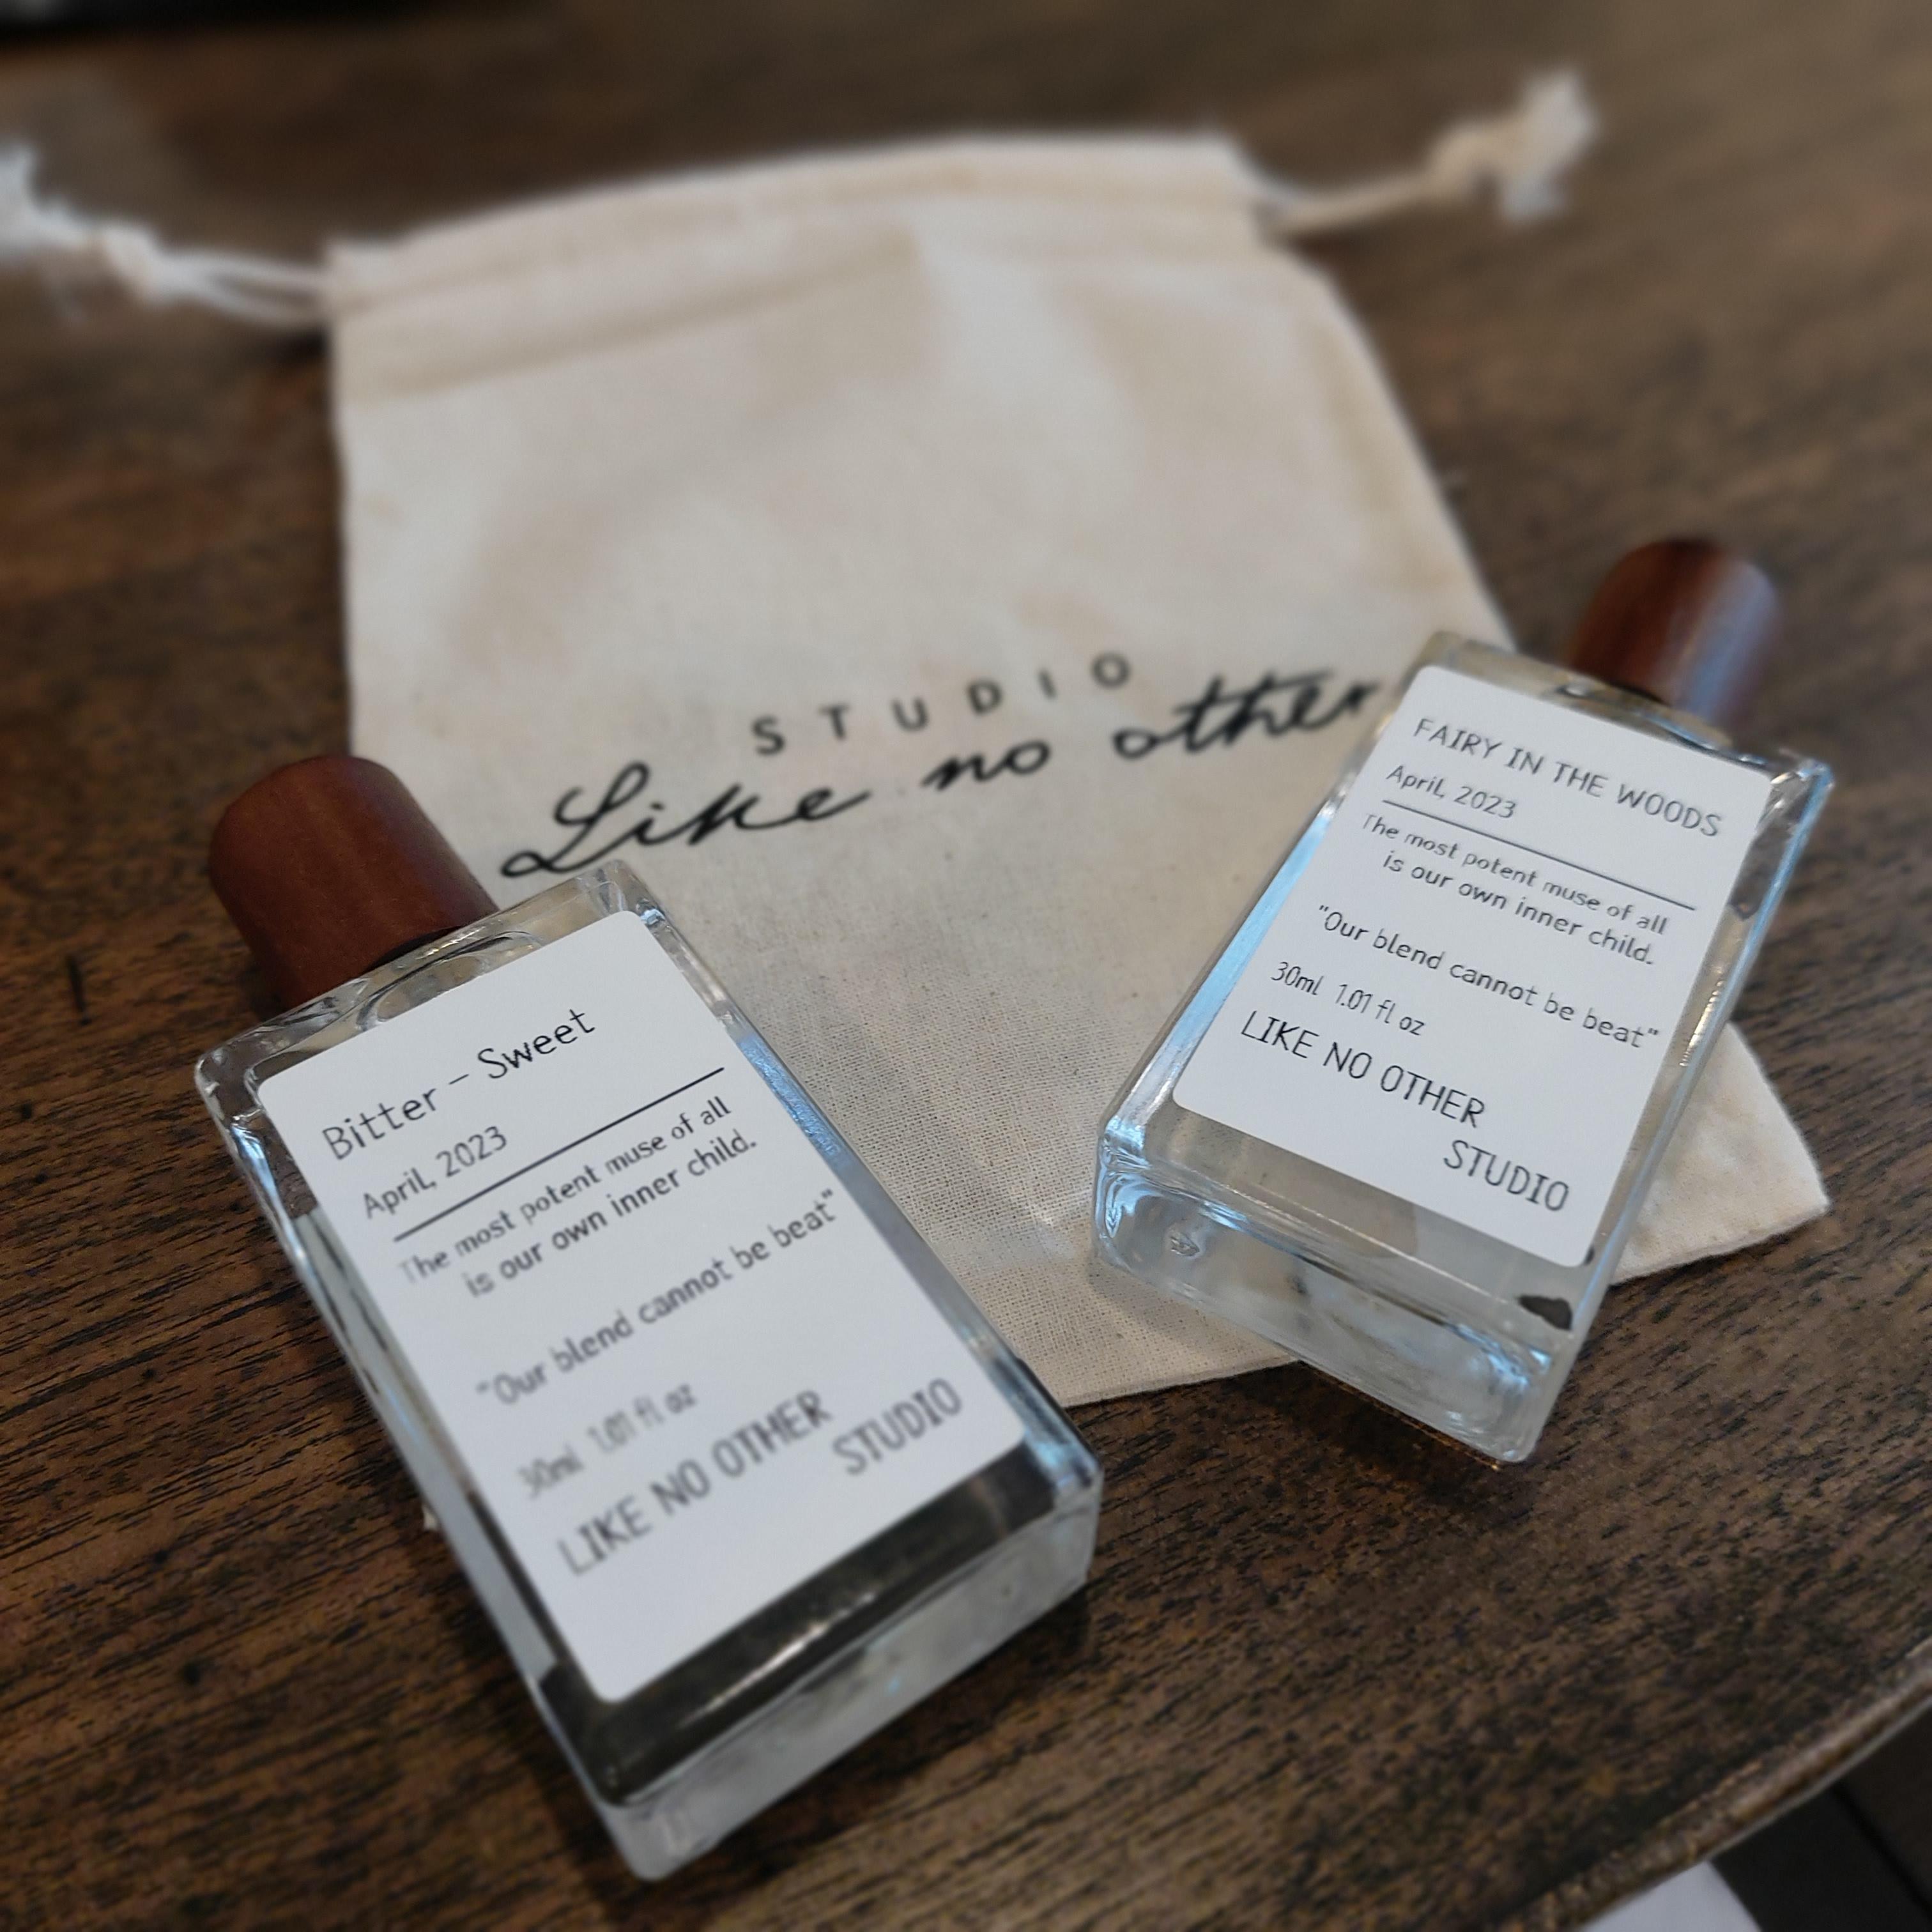 STUDIO
Like no other
Bitter - Sweet
April, 2023
The most potent muse of all
is our own inner child.
"Our blend cannot be beat"
30ml 1.01 fl oz
LIKE NO OTHER
STUDIO
FAIRY IN THE WOODS
April, 2023
The most potent muse of all
is our own inner child.
"Our blend cannot be beat"
30ml 1.01 fl oz
LIKE NO OTHER
STUDIO